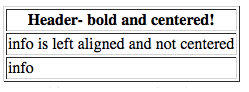 Header- bold and centered!
info is left aligned and not centered
info